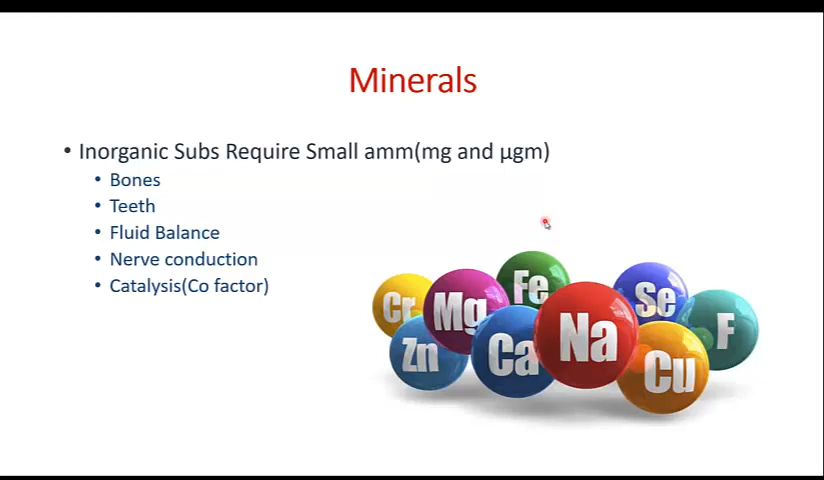 Minerals
• Inorganic Subs Require Small amm(mg and µgm)
• Bones
• Teeth
• Fluid Balance
• Nerve conduction
• Catalysis(Co factor)
Cr
Mg
Fe
Se
F
Zn
Ca
Na
Cu